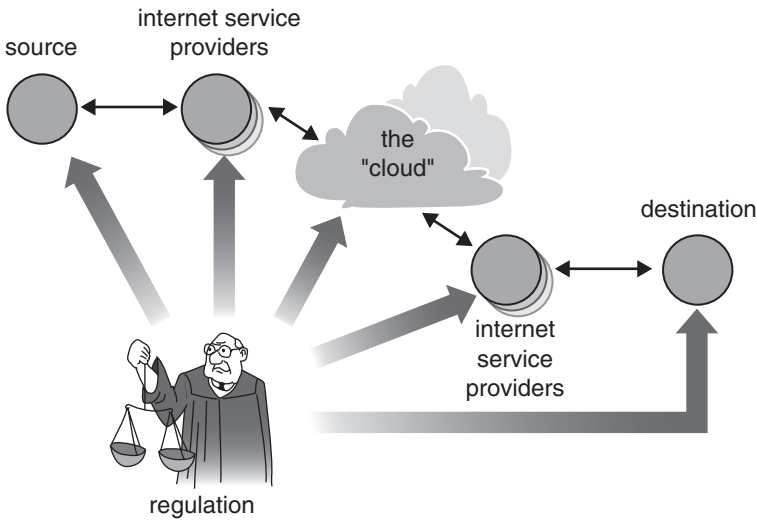 internet service
providers
source
the
"cloud"
destination
internet
service
providers
regulation